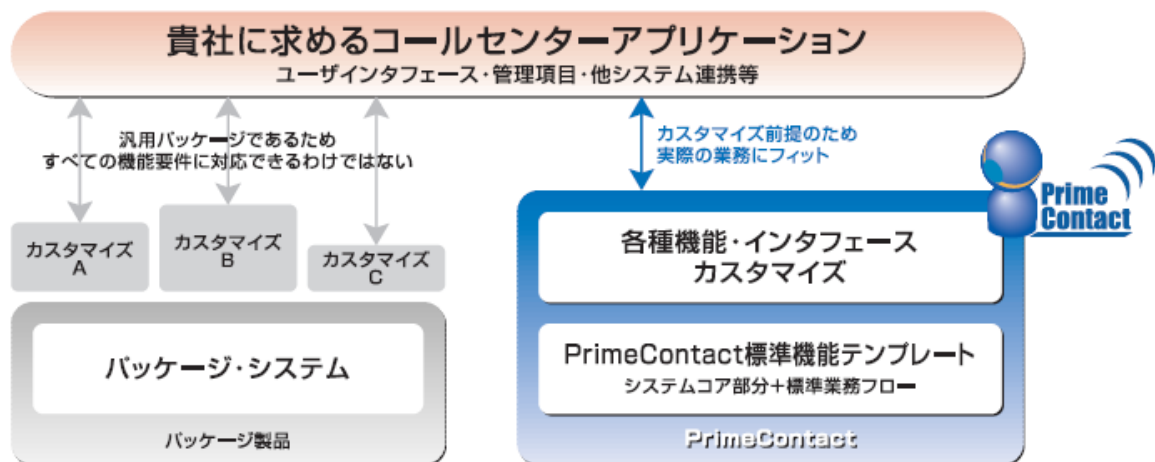 貴社に求めるコールセンターアプリケーション
ユーザインタフェース・管理項目・他システム連携等
汎用パッケージであるため
すべての機能要件に対応できるわけではない
カスタマイズ前提のため
実際の業務にフィット
カスタマイズ
A
カスタマイズ
B
カスタマイズ
C
Prime
Contact
各種機能・インタフェース
カスタマイズ
パッケージ・システム
パッケージ製品
PrimeContact標準機能テンプレート
システムコア部分+標準業務フロー
PrimeContact